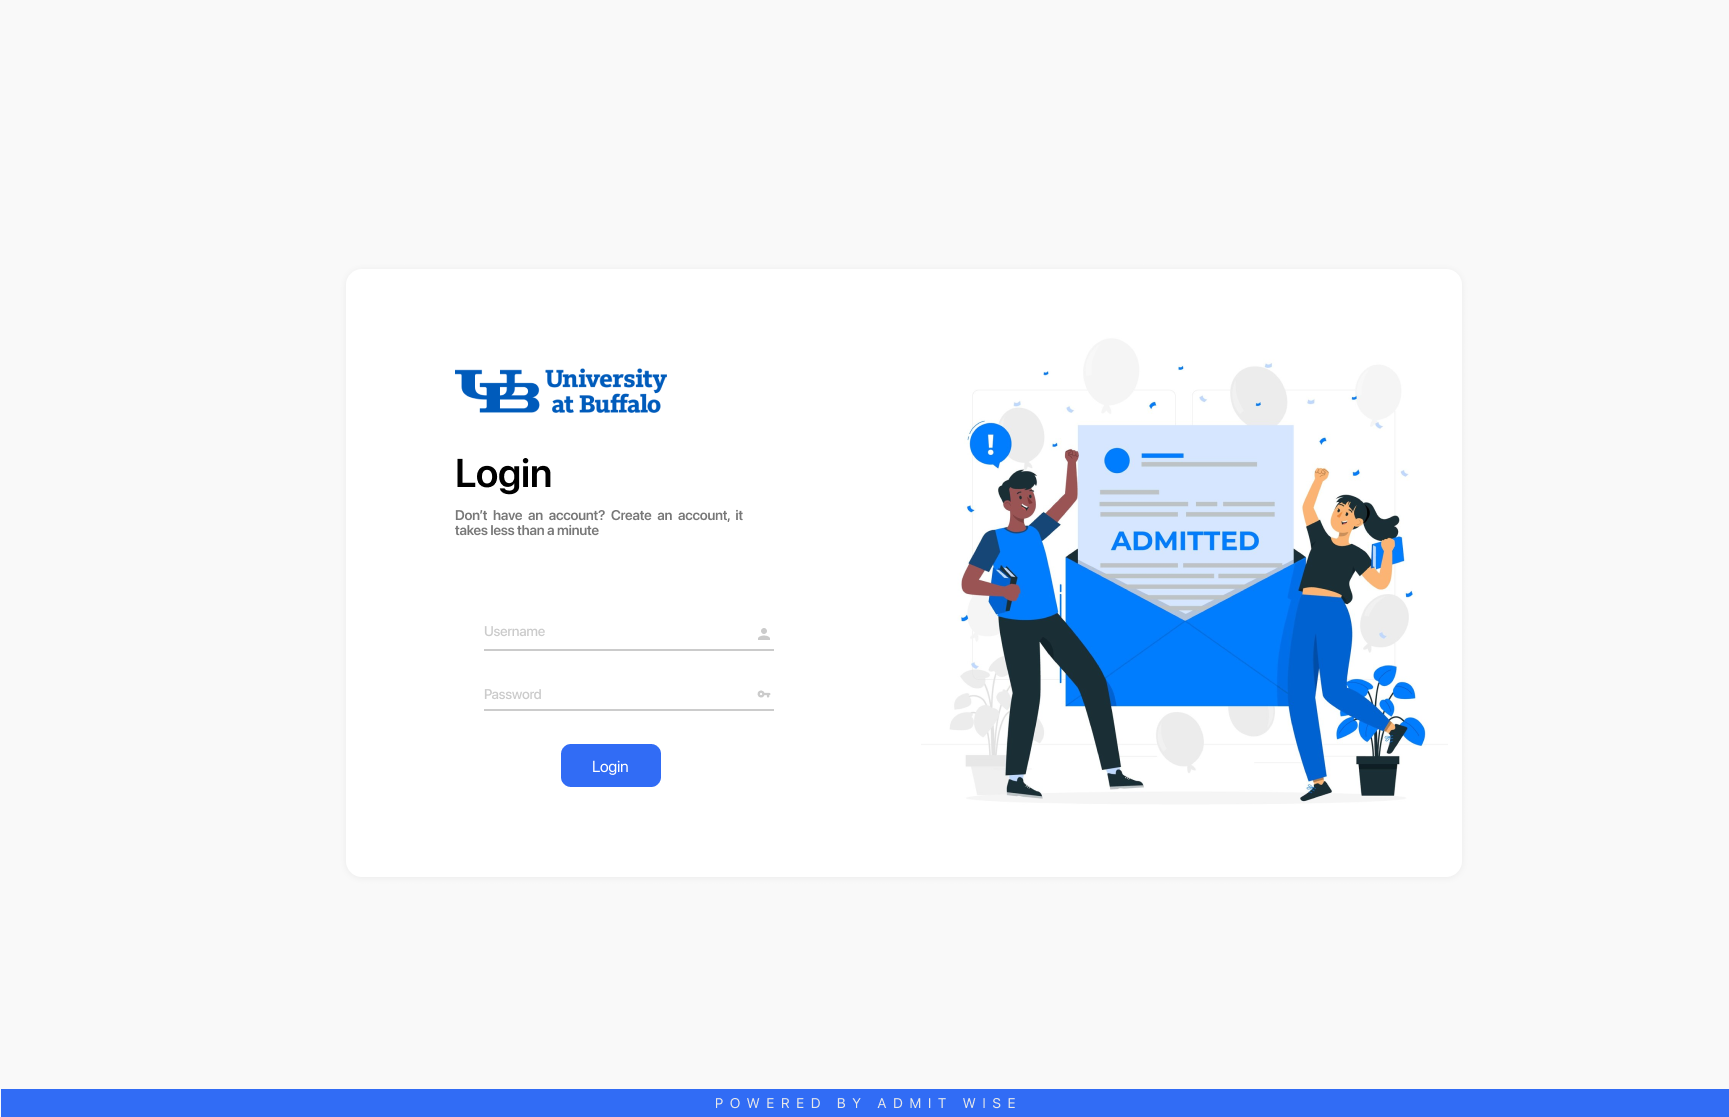 University
at Buffalo
Login
Don’t have an account? Create an account, it
takes less than a minute
Username
Password
Login
!
ADMITTED
POWERED BY ADMIT WISE